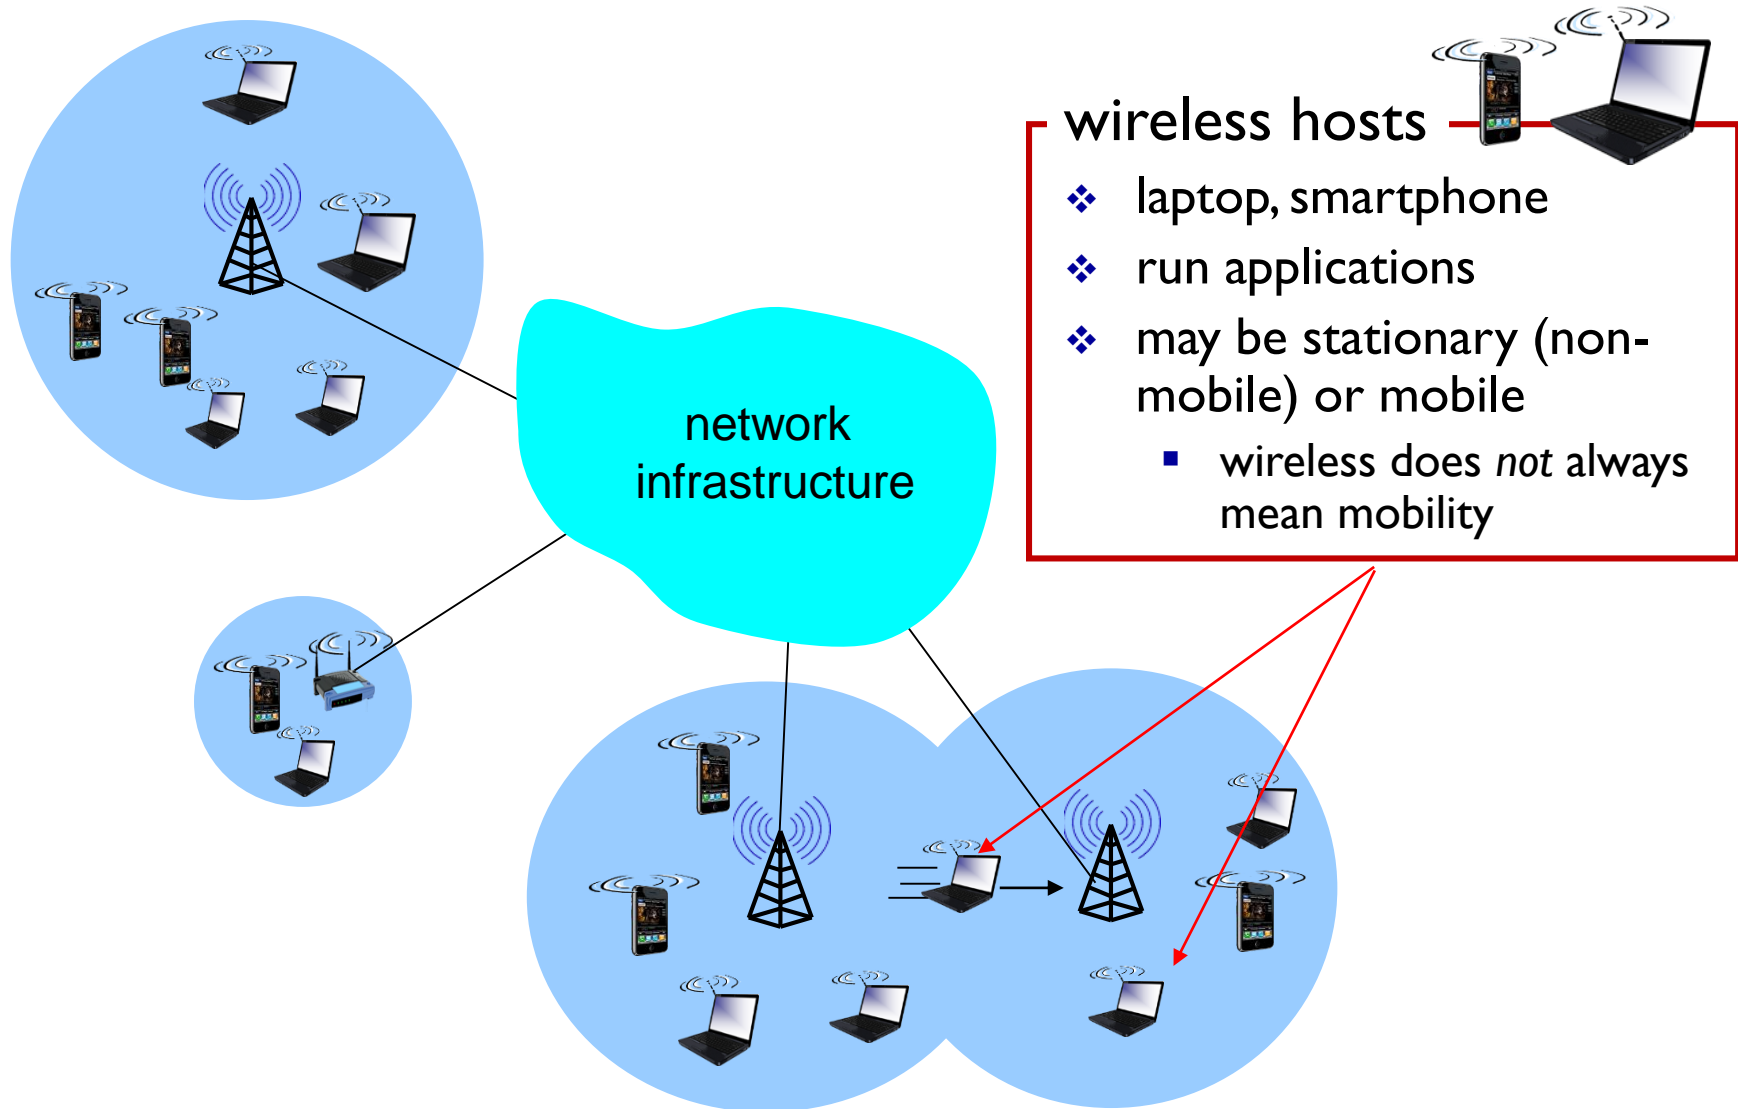 wireless hosts
❖ laptop, smartphone
❖ run applications
❖ may be stationary (non-
mobile) or mobile
▪ wireless does not always
mean mobility
network
infrastructure